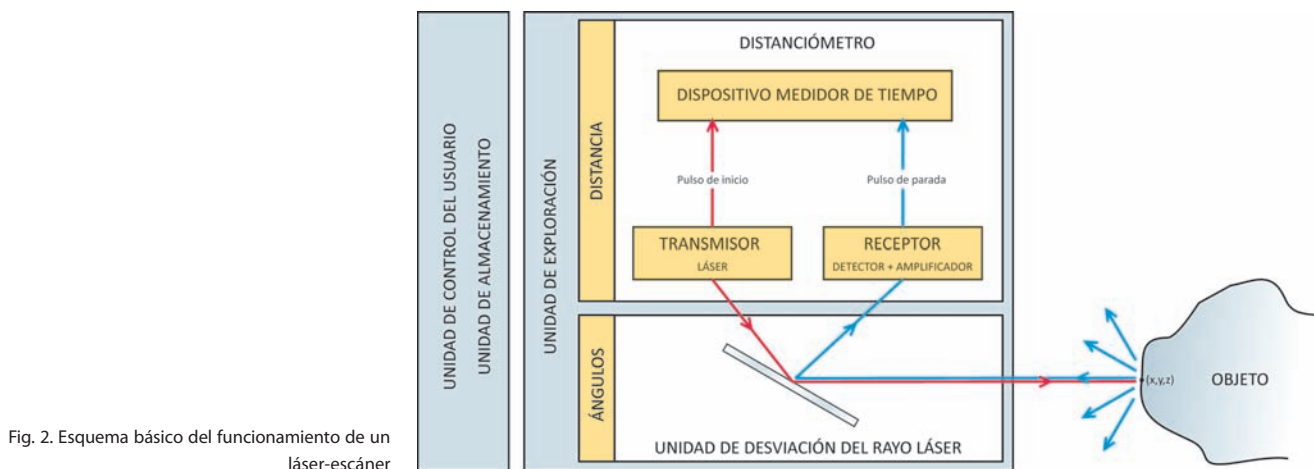 UNIDAD DE CONTROL DEL USUARIO
UNIDAD DE ALMACENAMIENTO
UNIDAD DE EXPLORACIÓN
DISTANCIA
DISTANCIÓMETRO
DISPOSITIVO MEDIDOR DE TIEMPO
Pulso de inicio
Pulso de parada
TRANSMISOR
LÁSER
RECEPTOR
DETECTOR + AMPLIFICADOR
ÁNGULOS
(x,y,z)
OBJETO
UNIDAD DE DESVIACIÓN DEL RAYO LÁSER
Fig. 2. Esquema básico del funcionamiento de un
láser-escáner